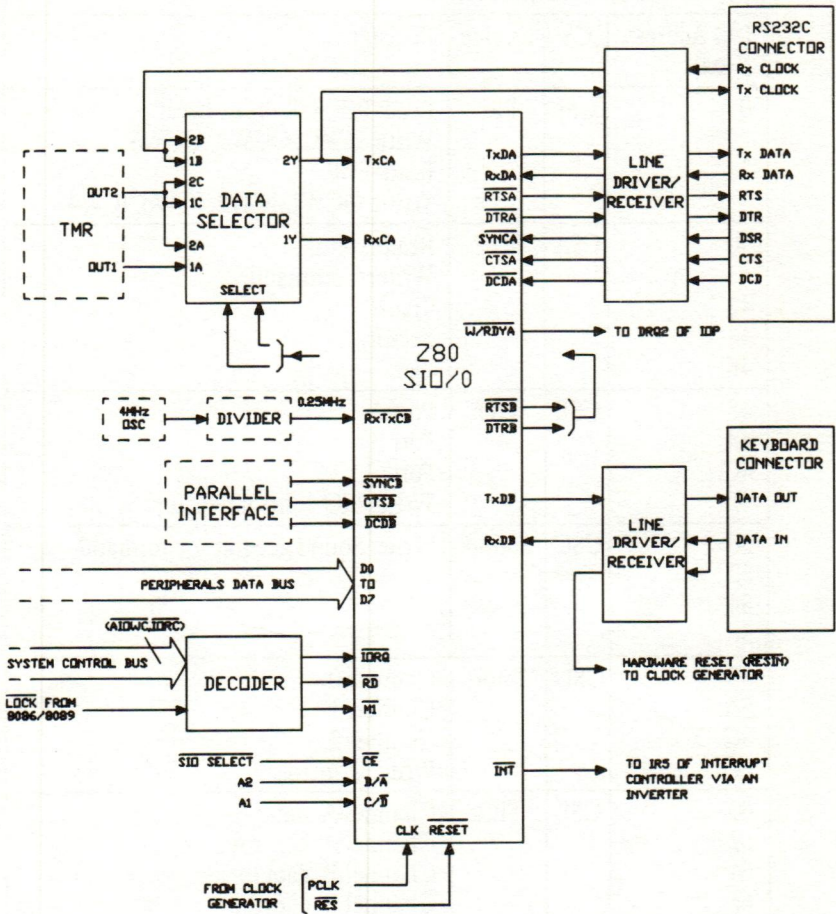 RS232C
CONNECTOR
Rx CLOCK
Tx CLOCK
Tx DATA
Rx DATA
RTS
DTR
DSR
CTS
DCD
LINE
DRIVER/
RECEIVER
TMR
OUT2
OUT1
2B
1B
2C
1C
2A
1A
DATA
SELECTOR
2Y
1Y
SELECT
TxCA
RxCA
TxDA
RxDA
RTSA
DTRA
SYNCA
CTSA
DCDA
W/RDYA
TO DRQ2 OF IOP
Z80
SIO/0
4MHz
OSC
DIVIDER
0.25MHz
RxTxCB
RTSB
DTRB
PARALLEL
INTERFACE
SYNCB
CTSB
DCDB
TxDB
RxDB
LINE
DRIVER/
RECEIVER
KEYBOARD
CONNECTOR
DATA OUT
DATA IN
HARDWARE RESET (RESIN)
TO CLOCK GENERATOR
PERIPHERALS DATA BUS
D0
TO
D7
(AIOWC,IORC)
SYSTEM CONTROL BUS
LOCK FROM
8086/8089
DECODER
IORQ
RD
M1
SIO SELECT
A2
A1
CE
B/A
C/D
INT
TO IR5 OF INTERRUPT
CONTROLLER VIA AN
INVERTER
CLK RESET
FROM CLOCK
GENERATOR
PCLK
RES